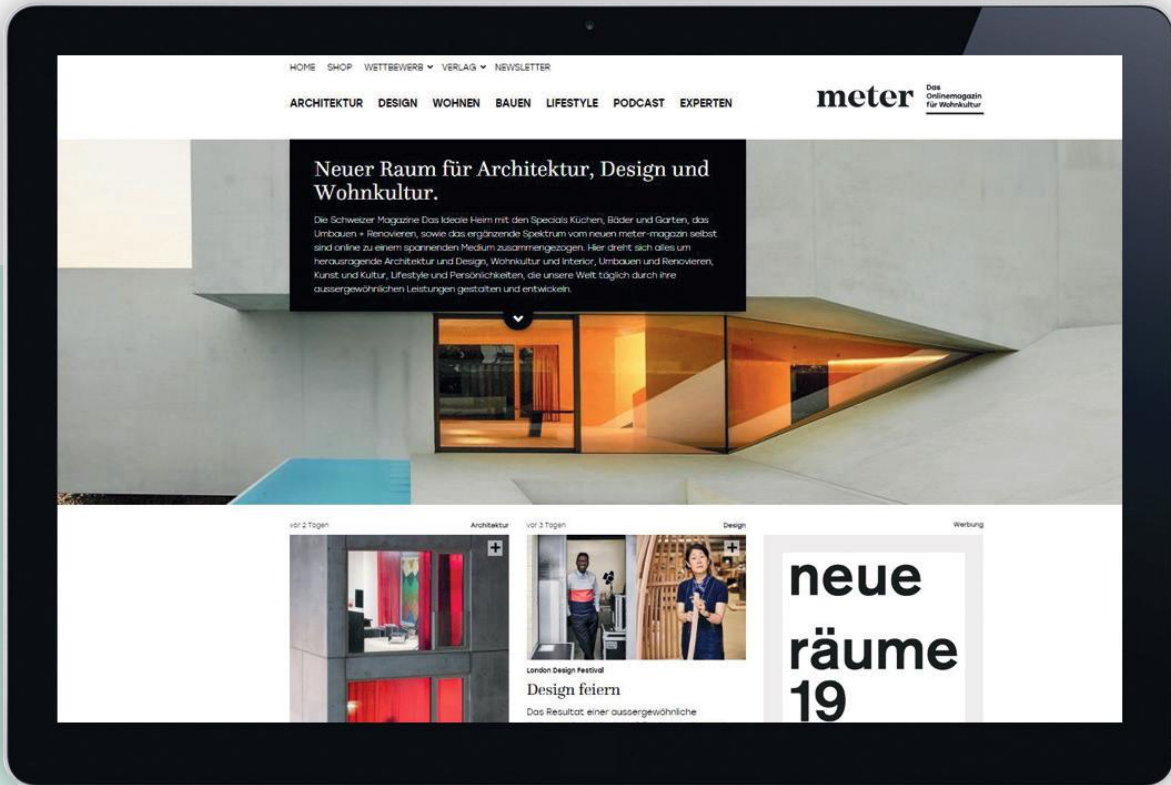 HOME SHOP WETTBEWERB VERLAG NEWSLETTER
ARCHITEKTUR DESIGN WOHNEN BAUEN LIFESTYLE PODCAST EXPERTEN
meter
Das
Onlinemagazin
für Wohnkultur
Neuer Raum für Architektur, Design und
Wohnkultur.
Die Schweizer Magazine Das Ideale Heim mit den Specials Küchen, Bäder und Garten, das
Umbauen + Renovieren, sowie das ergänzende Spektrum vom neuen meter-magazin selbst
sind online zu einem spannenden Medium zusammengezogen. Hier dreht sich alles um
herausragende Architektur und Design, Wohnkultur und Interior, Umbauen und Renovieren,
Kunst und Kultur, Lifestyle und Persönlichkeiten, die unsere Welt täglich durch ihre
aussergewöhnlichen Leistungen gestalten und entwickeln.
vor 2 Tagen Architektur
vor 3 Tagen Design
London Design Festival
Design feiern
Das Resultat einer aussergewöhnliche
Werbung
neue
räume
19